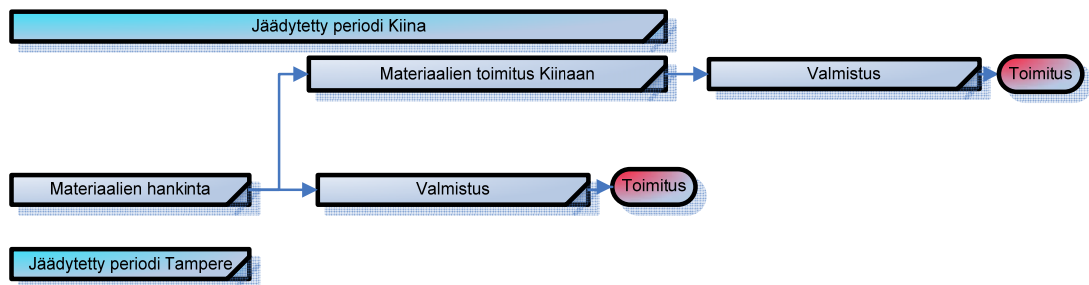 Jäädytetty periodi Kiina
Materiaalien toimitus Kiinaan
Valmistus
Toimitus
Materiaalien hankinta
Valmistus
Toimitus
Jäädytetty periodi Tampere